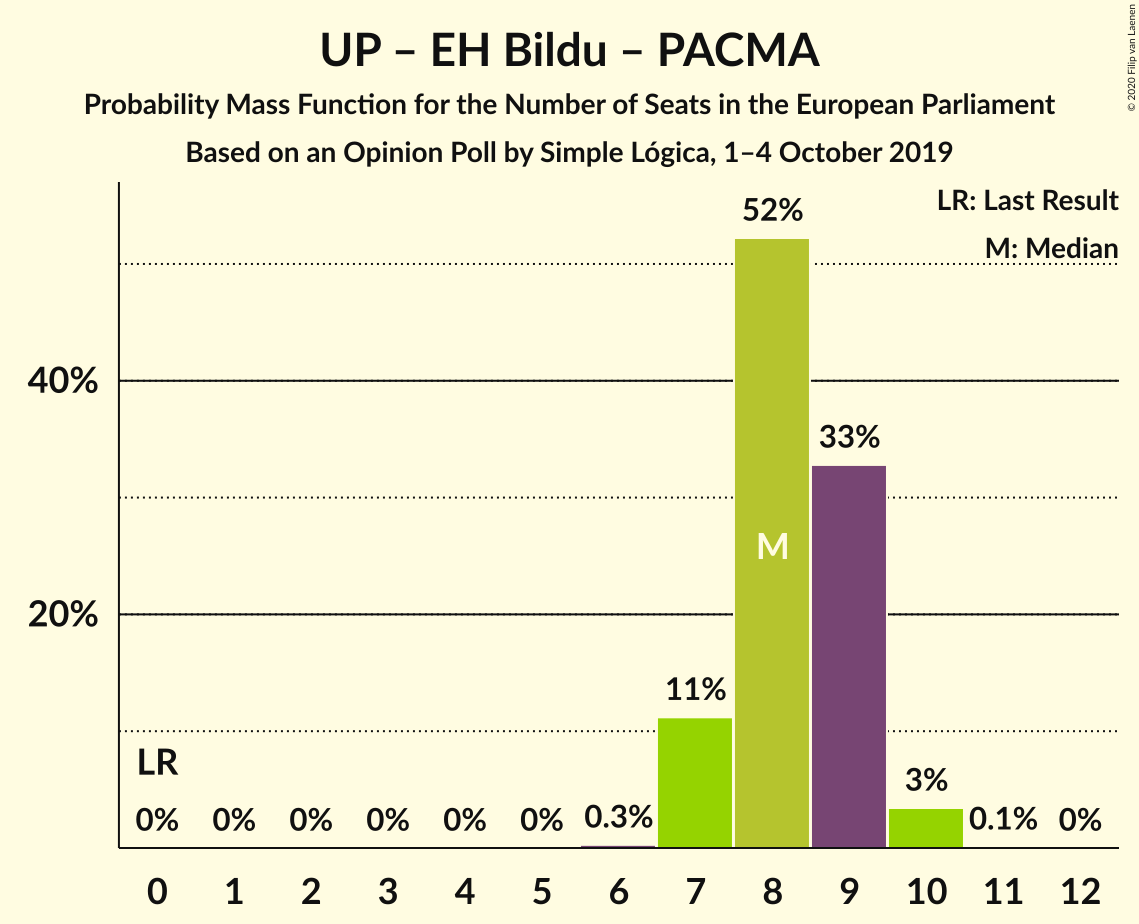 UP – EH Bildu – PACMA
Probability Mass Function for the Number of Seats in the European Parliament
Based on an Opinion Poll by Simple Lógica, 1–4 October 2019
© 2020 Filip van Laenen
LR: Last Result
M: Median
52%
40%
33%
M
20%
11%
LR
3%
0% 0% 0% 0% 0% 0% 0.3% 0.1% 0%
0 1 2 3 4 5 6 7 8 9 10 11 12